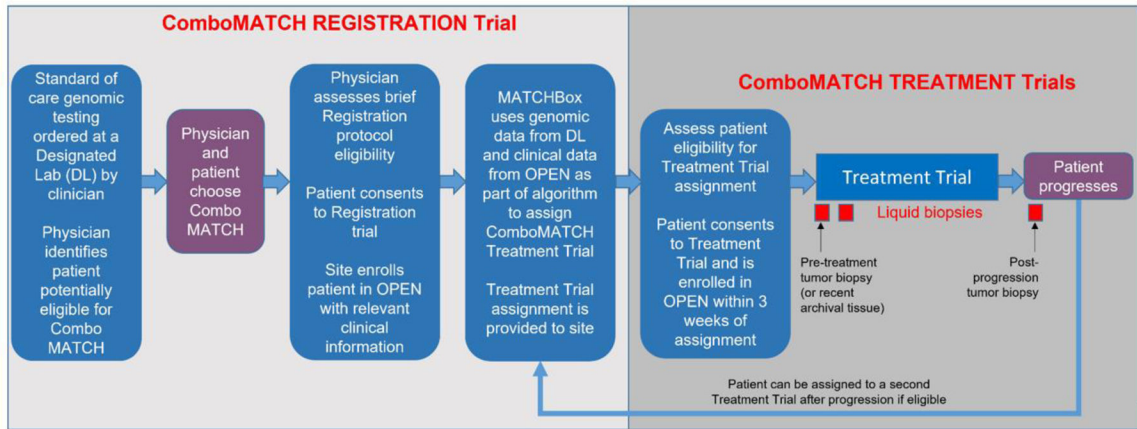 ComboMATCH REGISTRATION Trial
Standard of
care genomic
testing
ordered at a
Designated
Lab (DL) by
clinician
Physician
identifies
patient
potentially
eligible for
Combo
MATCH
Physician
and
patient
choose
Combo
MATCH
Physician
assesses brief
Registration
protocol
eligibility
Patient consents
to Registration
trial
Site enrolls
patient in OPEN
with relevant
clinical
information
MATCHBox
uses genomic
data from DL
and clinical data
from OPEN as
part of algorithm
to assign
ComboMATCH
Treatment Trial
Treatment Trial
assignment is
provided to site
ComboMATCH TREATMENT Trials
Assess patient
eligibility for
Treatment Trial
assignment
Patient consents
to Treatment
Trial and is
enrolled in
OPEN within 3
weeks of
assignment
Treatment Trial
Liquid biopsies
Pre-treatment
tumor biopsy
(or recent
archival tissue)
Patient
progresses
Post-
progression
tumor biopsy
Patient can be assigned to a second
Treatment Trial after progression if eligible